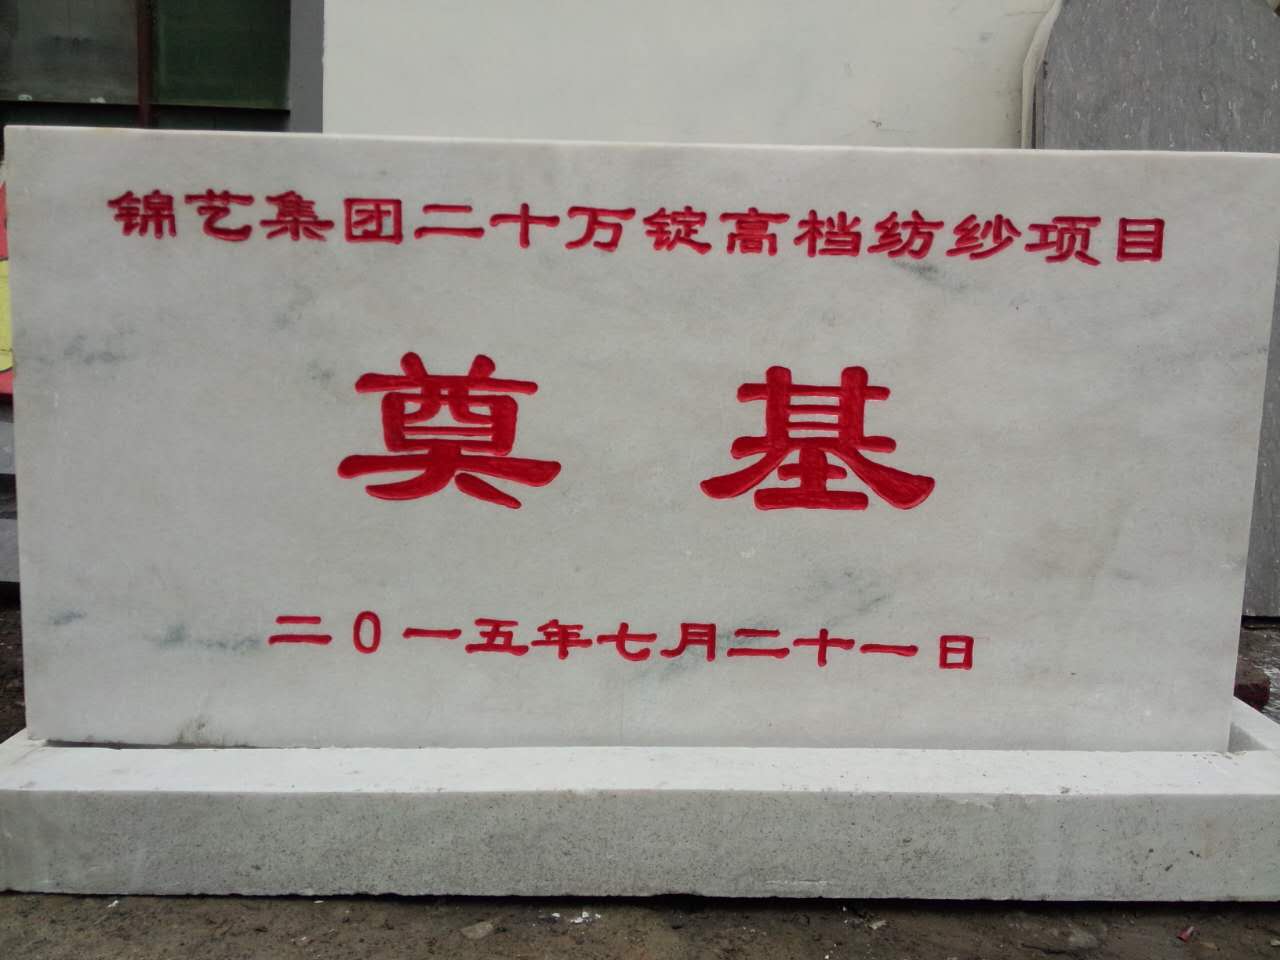 锦艺集团二十万锭高档纺纱项目
奠基
二0一五年七月二十一日